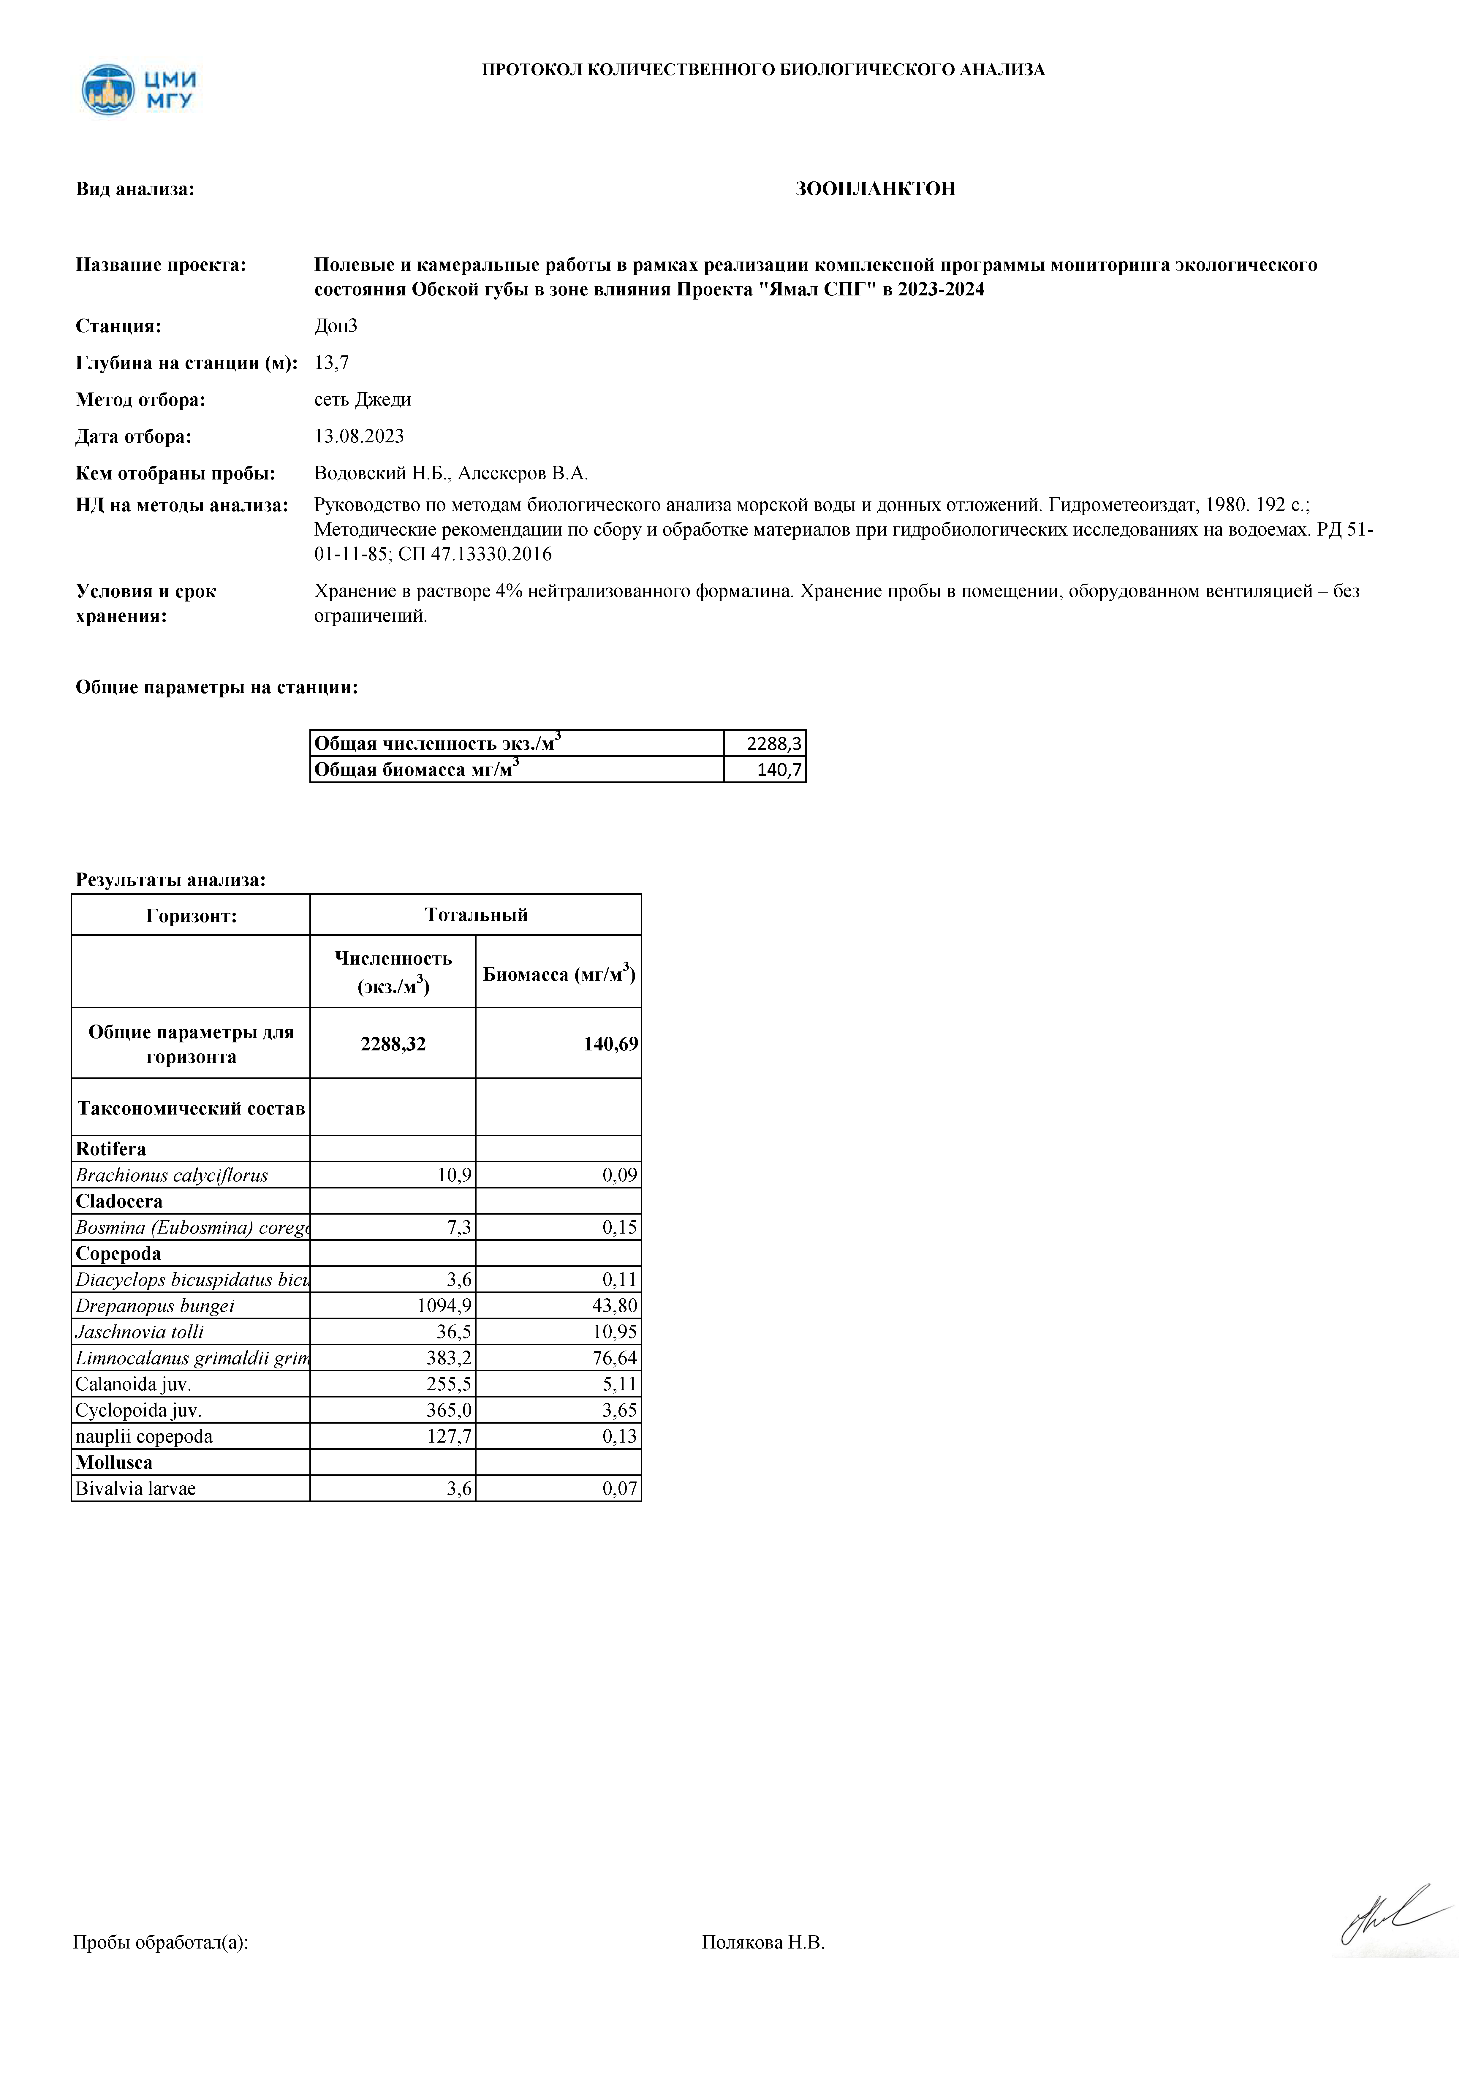 ЦМИ
МГУ
ПРОТОКОЛ КОЛИЧЕСТВЕННОГО БИОЛОГИЧЕСКОГО АНАЛИЗА
Вид анализа: ЗООПЛАНКТОН
Название проекта: Полевые и камеральные работы в рамках реализации комплексной программы мониторинга экологического
состояния Обской губы в зоне влияния Проекта "Ямал СПГ" в 2023-2024
Станция: Доп3
Глубина на станции (м): 13,7
Метод отбора: сеть Джеди
Дата отбора: 13.08.2023
Кем отобраны пробы: Водовский Н.Б., Алескеров В.А.
НД на методы анализа: Руководство по методам биологического анализа морской воды и донных отложений. Гидрометеоиздат, 1980. 192 с.;
Методические рекомендации по сбору и обработке материалов при гидробиологических исследованиях на водоемах. РД 51-
01-11-85; СП 47.13330.2016
Условия и срок Хранение в растворе 4% нейтрализованного формалина. Хранение пробы в помещении, оборудованном вентиляцией – без
хранения: ограничений.
Общие параметры на станции:
Общая численность экз./м³ 2288,3
Общая биомасса мг/м³ 140,7
Результаты анализа:
Горизонт: Тотальный
Численность
(экз./м³) Биомасса (мг/м³)
Общие параметры для
горизонта 2288,32 140,69
Таксономический состав
Rotifera
Brachionus calyciflorus 10,9 0,09
Cladocera
Bosmina (Eubosmina) corego 7,3 0,15
Copepoda
Diacyclops bicuspidatus bicu 3,6 0,11
Drepanopus bungei 1094,9 43,80
Jaschnovia tolli 36,5 10,95
Limnocalanus grimaldii grim 383,2 76,64
Calanoida juv. 255,5 5,11
Cyclopoida juv. 365,0 3,65
nauplii copepoda 127,7 0,13
Mollusca
Bivalvia larvae 3,6 0,07
Пробы обработал(а): Полякова Н.В.